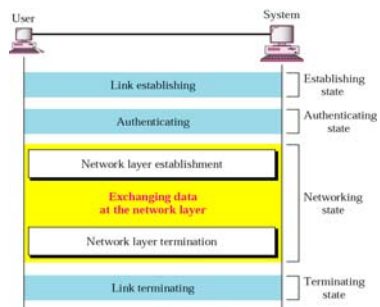 User
System
Link establishing
Establishing
state
Authenticating
Authenticating
state
Network layer establishment
Exchanging data
at the network layer
Networking
state
Network layer termination
Link terminating
Terminating
state